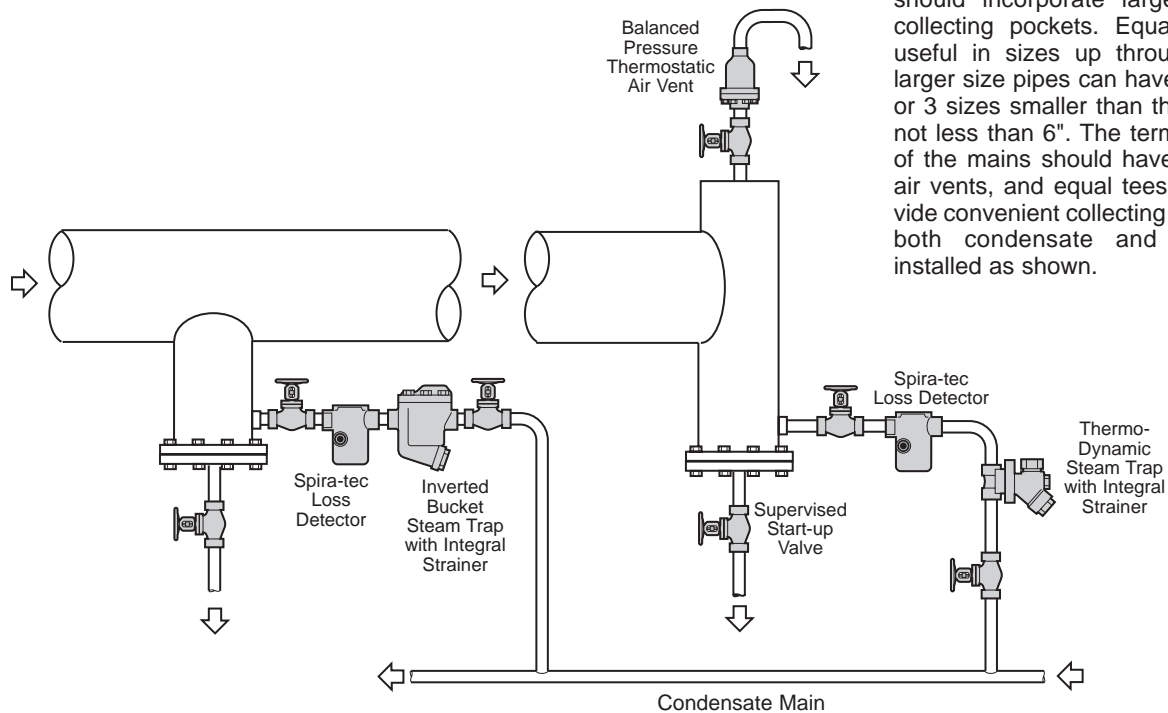 should incorporate large
collecting pockets. Equa
useful in sizes up throu
larger size pipes can have
or 3 sizes smaller than th
not less than 6". The term
of the mains should have
air vents, and equal tees
vide convenient collecting
both condensate and
installed as shown.
Balanced
Pressure
Thermostatic
Air Vent
Spira-tec
Loss
Detector
Inverted
Bucket
Steam Trap
with Integral
Strainer
Supervised
Start-up
Valve
Spira-tec
Loss Detector
Thermo-
Dynamic
Steam Trap
with Integral
Strainer
Condensate Main